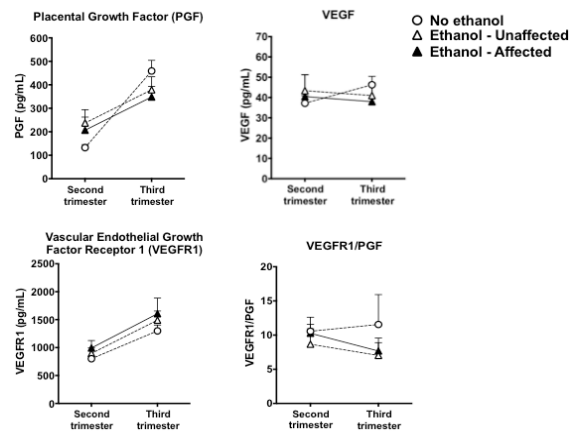 Placental Growth Factor (PGF)
PGF (pg/mL)
600
500
400
300
200
100
0
Second
trimester
Third
trimester
VEGF
VEGF (pg/mL)
70
60
50
40
30
20
10
0
Second
trimester
Third
trimester
No ethanol
Ethanol - Unaffected
Ethanol - Affected
Vascular Endothelial Growth
Factor Receptor 1 (VEGFR1)
VEGFR1 (pg/mL)
2500
2000
1500
1000
500
0
Second
trimester
Third
trimester
VEGFR1/PGF
VEGFR1/PGF
20
15
10
5
0
Second
trimester
Third
trimester